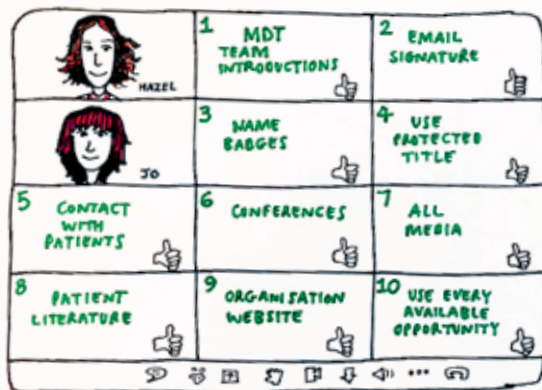 HAZEL
1 MDT
TEAM
INTRODUCTIONS
2 EMAIL
SIGNATURE
JO
3 NAME
BADGES
4 USE
PROTECTED
TITLE
5 CONTACT
WITH
PATIENTS
6 CONFERENCES
7 ALL
MEDIA
8 PATIENT
LITERATURE
9 ORGANISATION
WEBSITE
10 USE EVERY
AVAILABLE
OPPORTUNITY